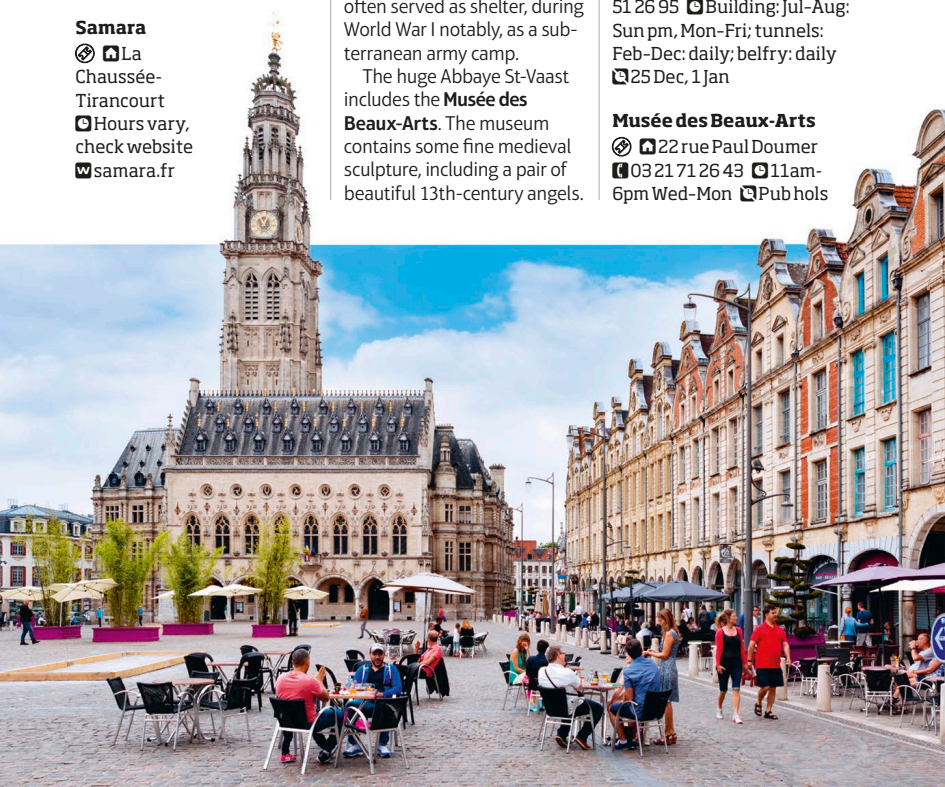 Samara
La
Chaussée-
Tirancourt
Hours vary,
check website
samara.fr
often served as shelter, during
World War I notably, as a sub-
terranean army camp.
The huge Abbaye St-Vaast
includes the Musée des
Beaux-Arts. The museum
contains some fine medieval
sculpture, including a pair of
beautiful 13th-century angels.
51 26 95 Building: Jul-Aug:
Sun pm, Mon-Fri; tunnels:
Feb-Dec: daily; belfry: daily
25 Dec, 1 Jan
Musée des Beaux-Arts
22 rue Paul Doumer
03 21 71 26 43 11am-
6pm Wed-Mon Pub hols